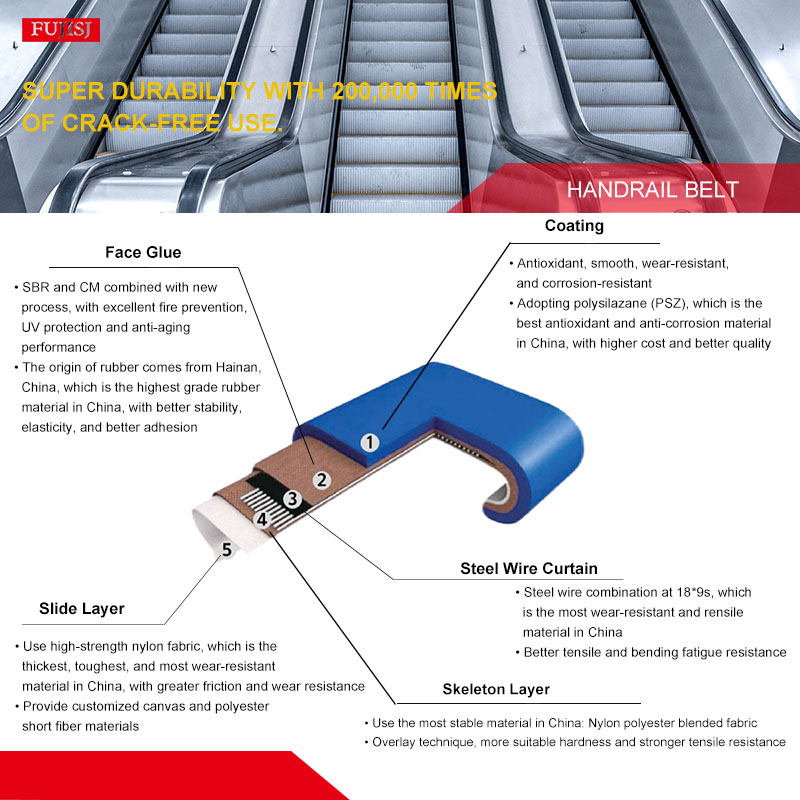 FUJISJ
SUPER DURABILITY WITH 200,000 TIMES
OF CRACK-FREE USE.
HANDRAIL BELT
Coating
• Antioxidant, smooth, wear-resistant,
and corrosion-resistant
• Adopting polysilazane (PSZ), which is the
best antioxidant and anti-corrosion material
in China, with higher cost and better quality
Face Glue
• SBR and CM combined with new
process, with excellent fire prevention,
UV protection and anti-aging
performance
• The origin of rubber comes from Hainan,
China, which is the highest grade rubber
material in China, with better stability,
elasticity, and better adhesion
1
2
3
4
5
Steel Wire Curtain
• Steel wire combination at 18*9s, which
is the most wear-resistant and rensile
material in China
• Better tensile and bending fatigue resistance
Slide Layer
• Use high-strength nylon fabric, which is the
thickest, toughest, and most wear-resistant
material in China, with greater friction and wear resistance
• Provide customized canvas and polyester
short fiber materials
Skeleton Layer
• Use the most stable material in China: Nylon polyester blended fabric
• Overlay technique, more suitable hardness and stronger tensile resistance